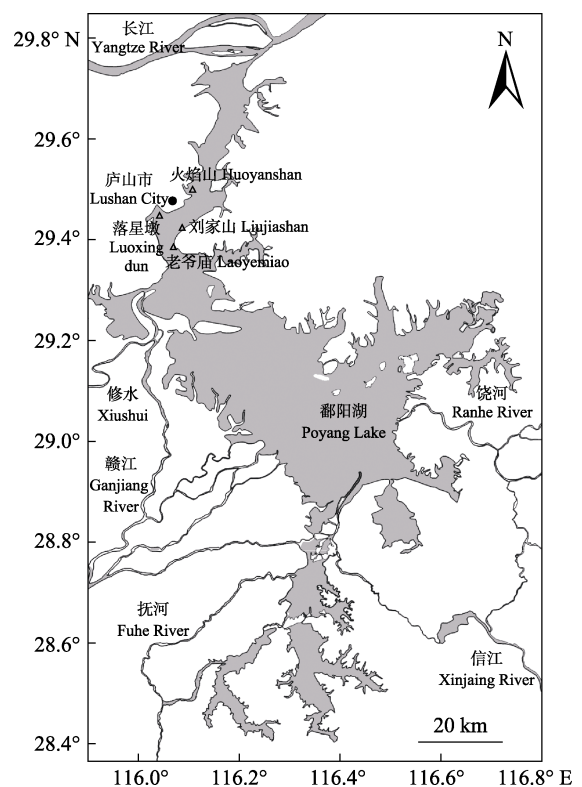 29.8° N
长江
Yangtze River
N
29.6°
火焰山 Huoyanshan
庐山市
Lushan City
落星墩
Luoxing
dun
刘家山 Liujiashan
29.4°
老爷庙 Laoyemiao
29.2°
修水
Xiushui
鄱阳湖
Poyang Lake
饶河
Ranhe River
29.0°
赣江
Ganjiang
River
28.8°
抚河
Fuhe River
28.6°
信江
Xinjaing River
20 km
28.4°
116.0°
116.2°
116.4°
116.6°
116.8° E